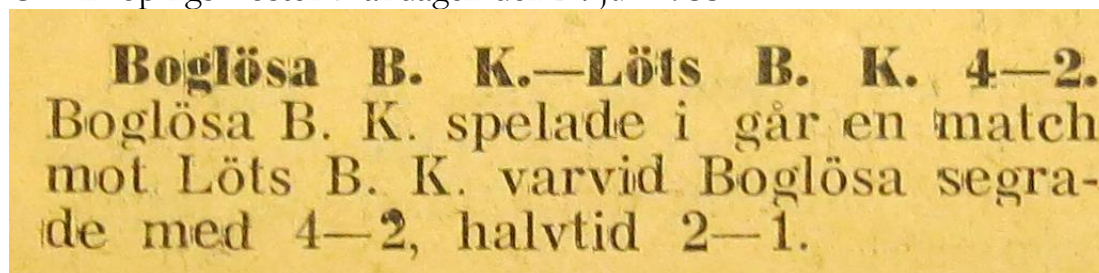 Boglösa B. K.—Löts B. K. 4—2.
Boglösa B. K. spelade i går en match
mot Löts B. K. varvid Boglösa segra-
de med 4—2, halvtid 2—1.